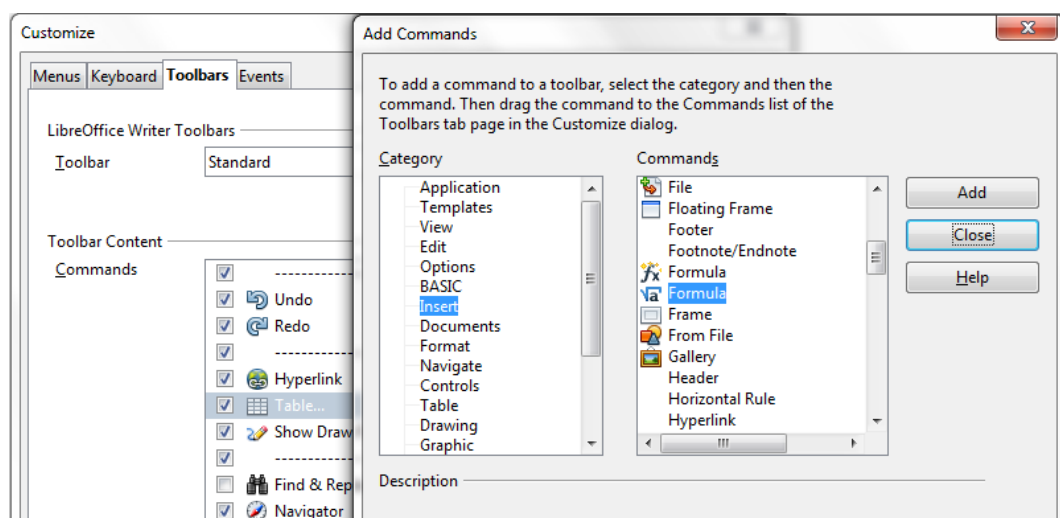 Customize
Menus Keyboard Toolbars Events
LibreOffice Writer Toolbars
Toolbar
Standard
Toolbar Content
Commands
------------
Undo
Redo
------------
Hyperlink
Table...
Show Draw
------------
Find & Rep
Navigator
Add Commands
To add a command to a toolbar, select the category and then the
command. Then drag the command to the Commands list of the
Toolbars tab page in the Customize dialog.
Category
Application
Templates
View
Edit
Options
BASIC
Insert
Documents
Format
Navigate
Controls
Table
Drawing
Graphic
Commands
File
Floating Frame
Footer
Footnote/Endnote
Formula
Formula
Frame
From File
Gallery
Header
Horizontal Rule
Hyperlink
Add
Close
Help
Description